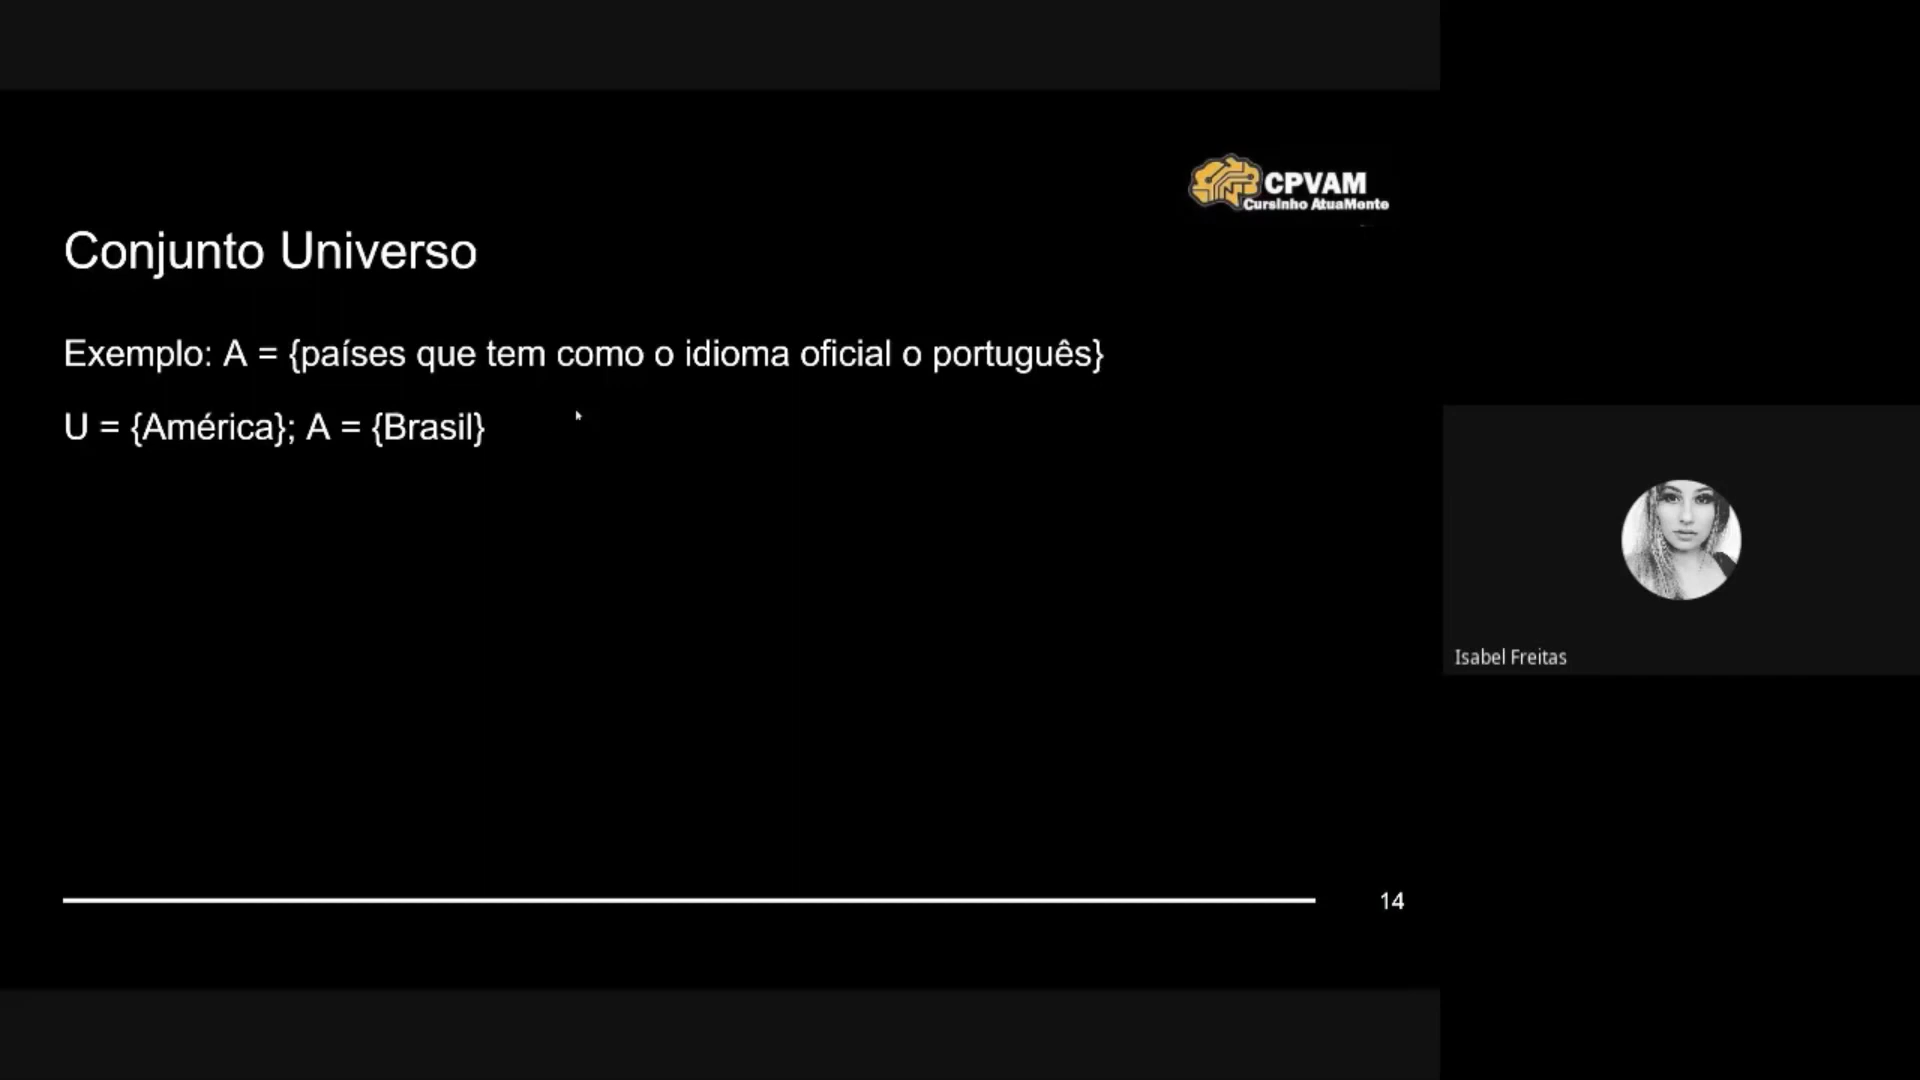 CPVAM
Cursinho AtuaMente
Conjunto Universo
Exemplo: A = {países que tem como o idioma oficial o português}
U = {América}; A = {Brasil}
Isabel Freitas
14